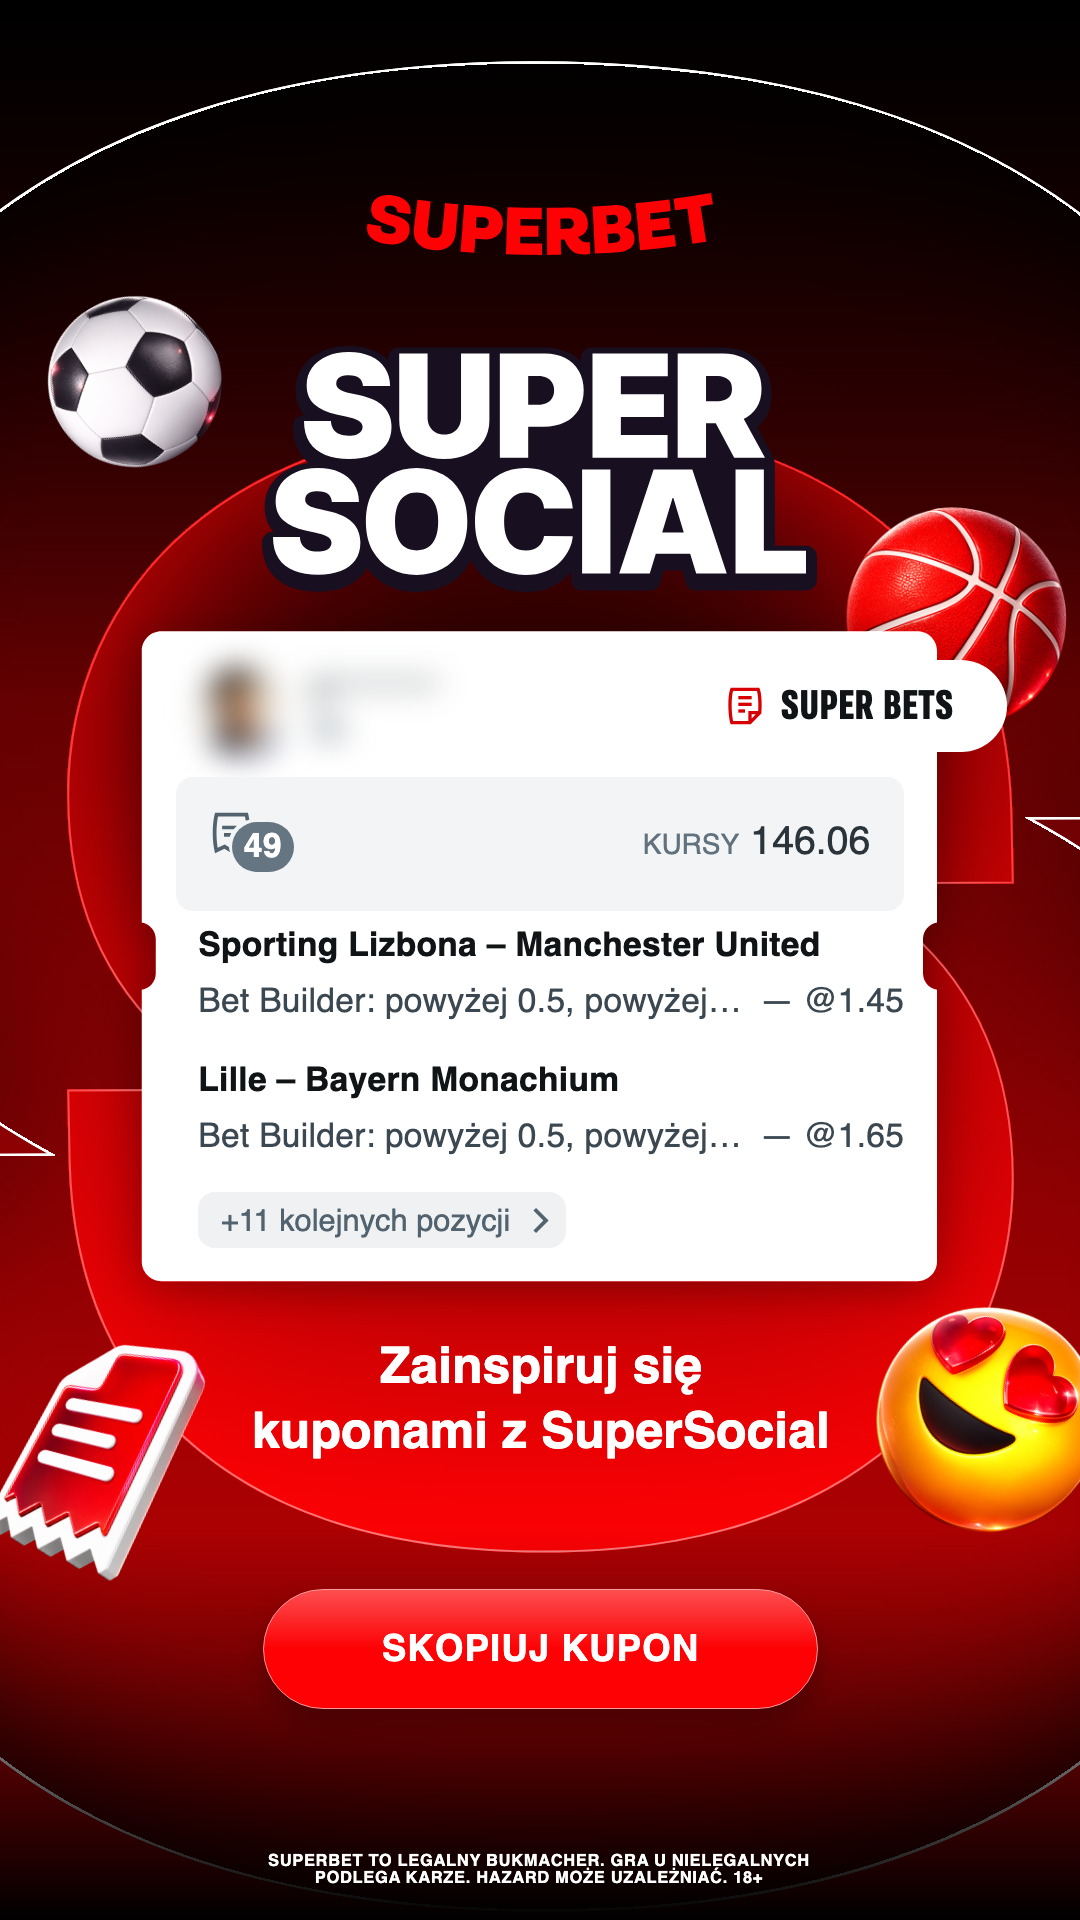 SUPERBET
SUPER
SOCIAL
SUPER BETS
49
KURSY 146.06
Sporting Lizbona – Manchester United
Bet Builder: powyżej 0.5, powyżej... — @1.45
Lille – Bayern Monachium
Bet Builder: powyżej 0.5, powyżej... — @1.65
+11 kolejnych pozycji
Zainspiruj się
kuponami z SuperSocial
SKOPIUJ KUPON
SUPERBET TO LEGALNY BUKMACHER. GRA U NIELEGALNYCH
PODLEGA KARZE. HAZARD MOŻE UZALEŻNIAĆ. 18+